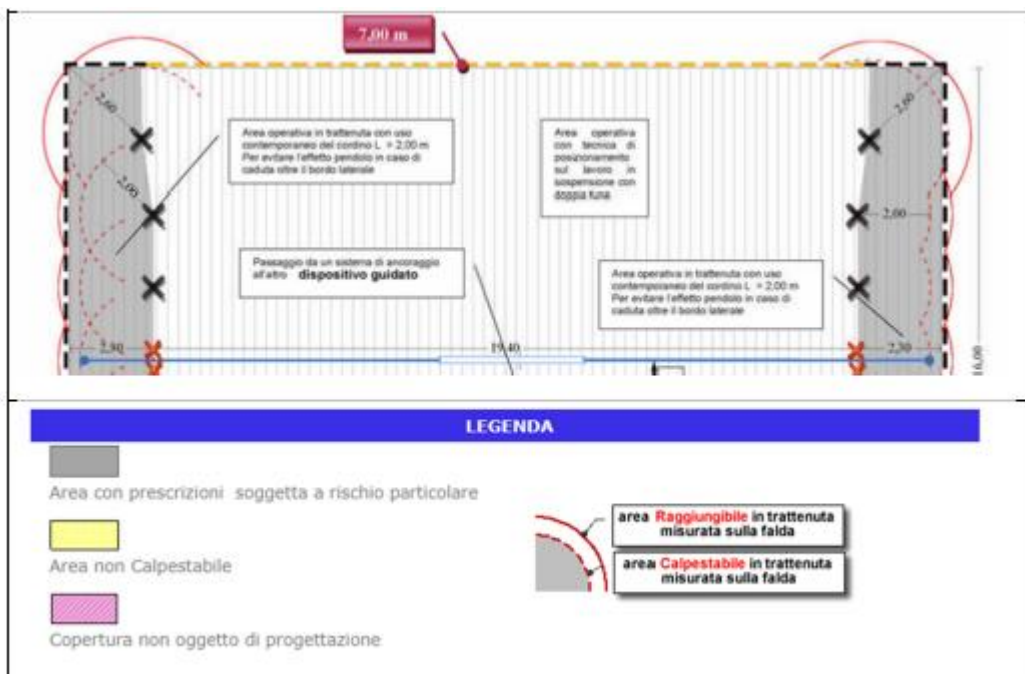 7,00 m
2,60
2,60
Area operativa in trattenuta con uso
contemporaneo del cordino L = 2,00 m
Per evitare l'effetto pendolo in caso di
caduta oltre il bordo laterale
Area operativa
con tecnica di
posizionamento
sul lavoro in
sospensione con
doppia fune
2,00
2,00
Passaggio da un sistema di ancoraggio
all'altro dispositivo guidato
Area operativa in trattenuta con uso
contemporaneo del cordino L = 2,00 m
Per evitare l'effetto pendolo in caso di
caduta oltre il bordo laterale
2,30
19,40
2,30
16,00
LEGENDA
Area con prescrizioni soggetta a rischio particolare
Area non Calpestabile
Copertura non oggetto di progettazione
area Raggiungibile in trattenuta
misurata sulla falda
area Calpestabile in trattenuta
misurata sulla falda